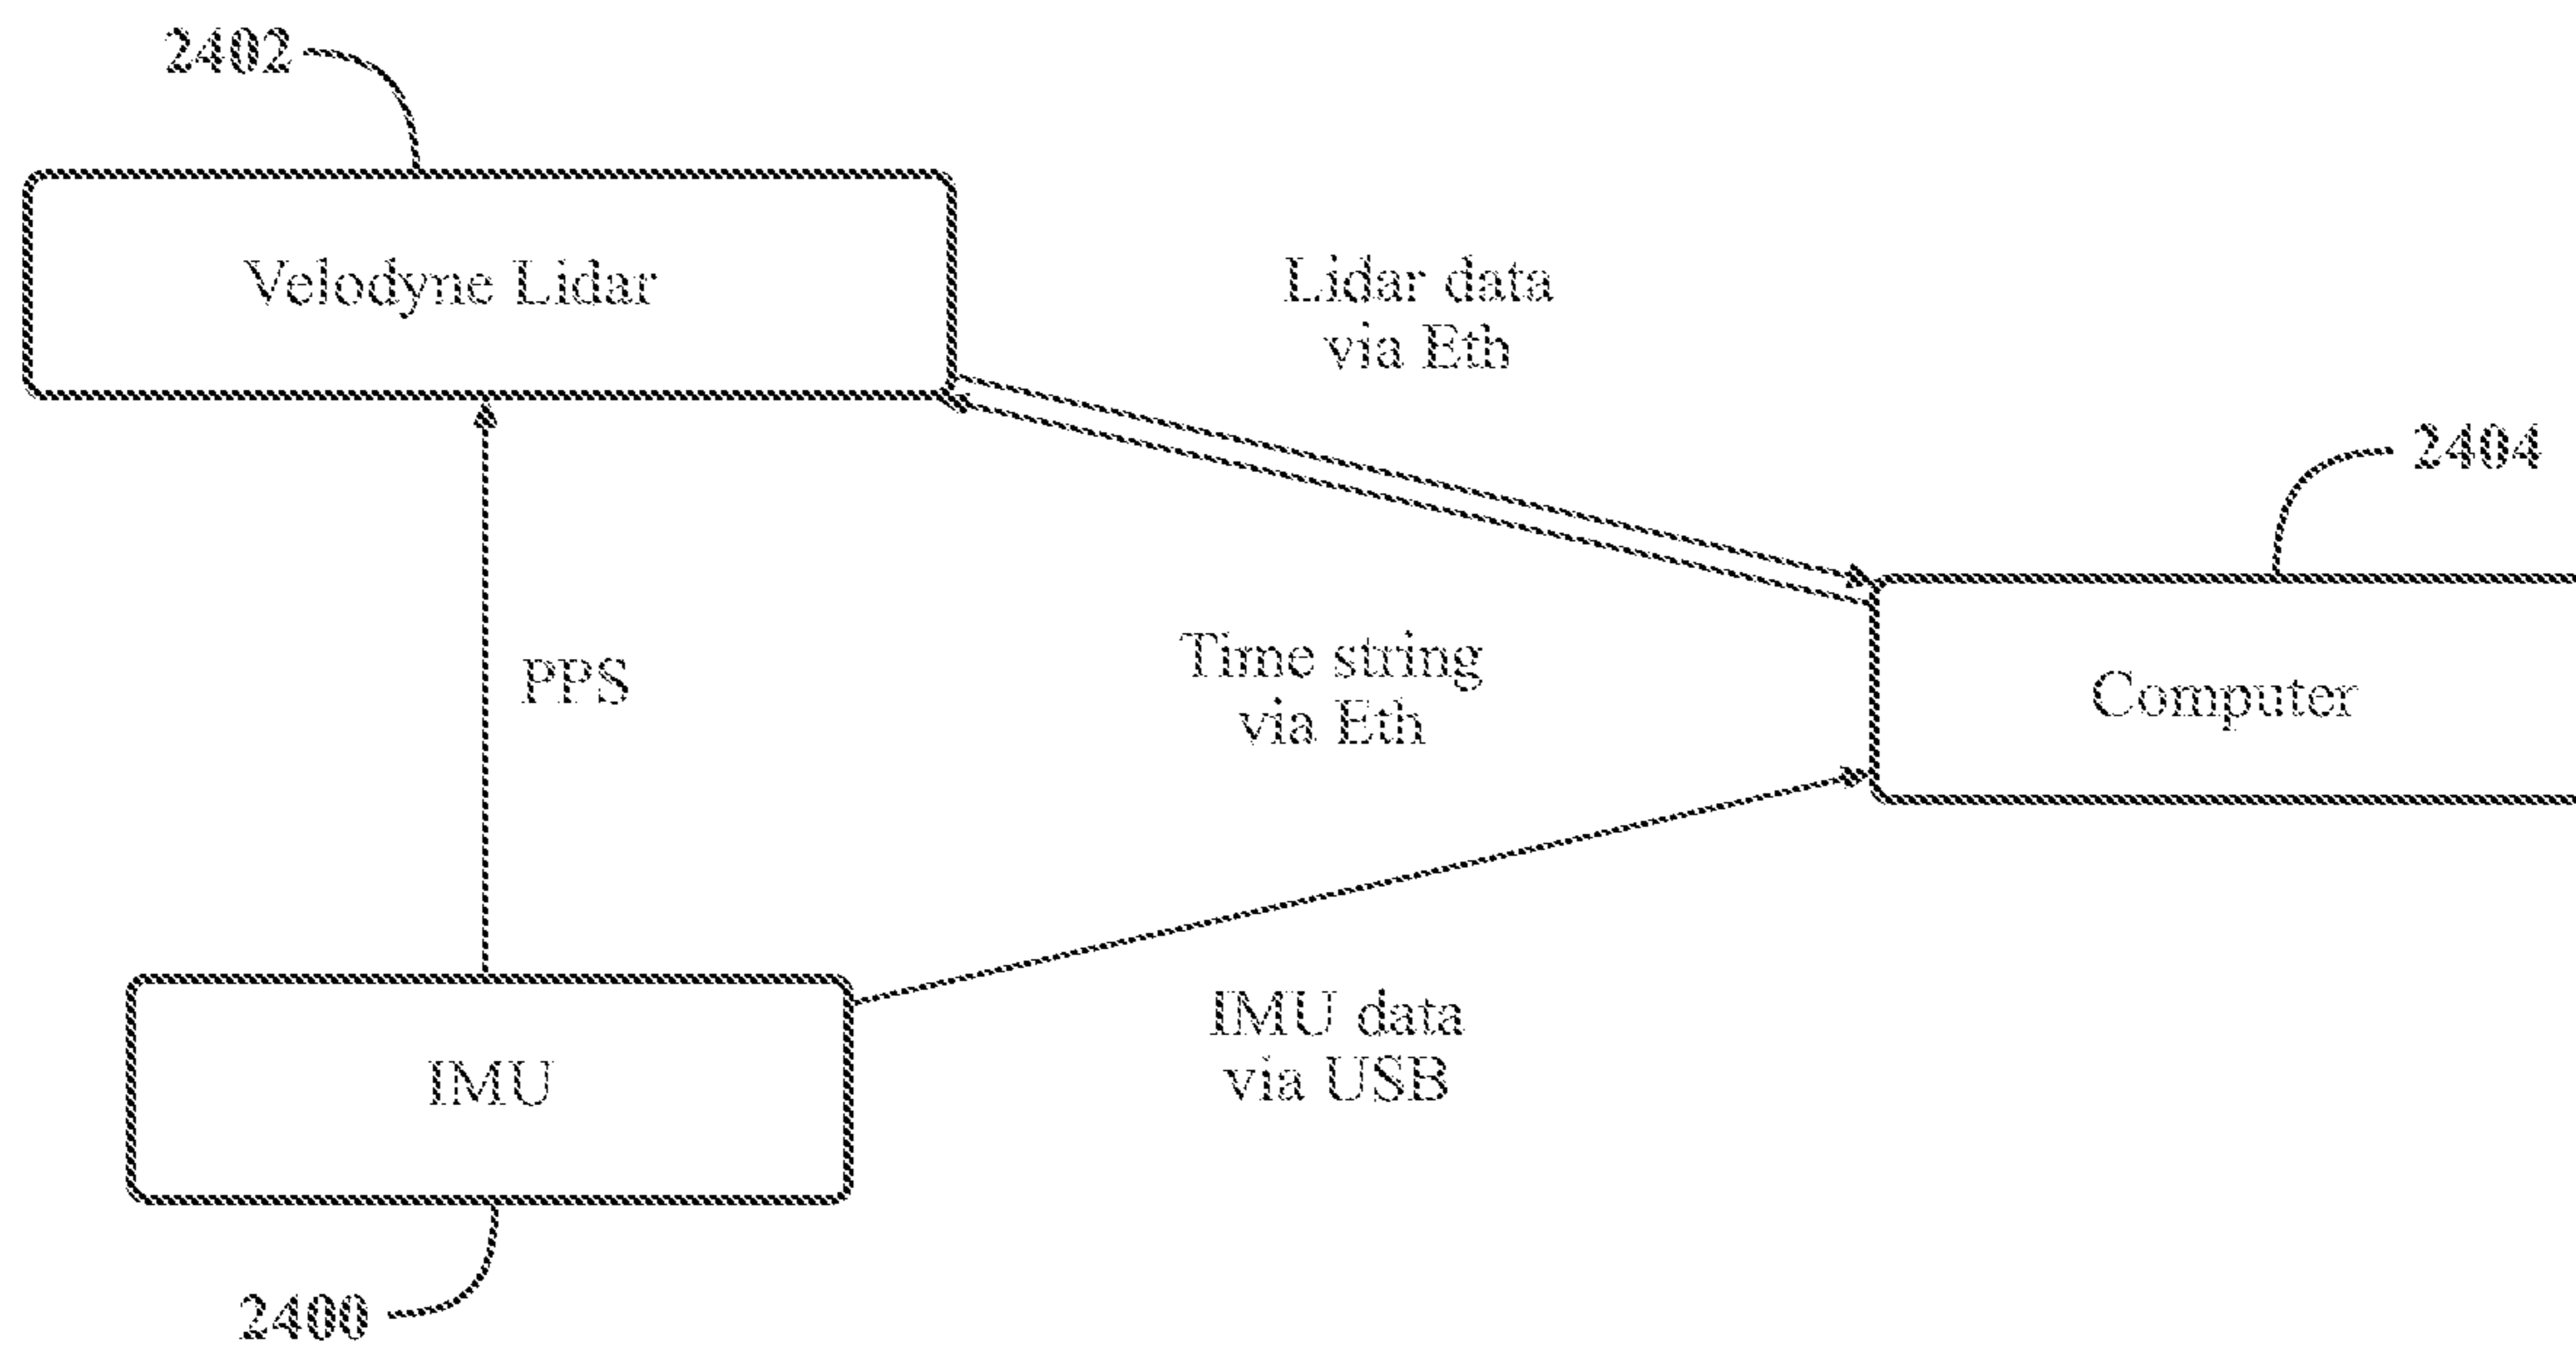 2402
Velodyne Lidar
Lidar data
via Eth
2404
PPS
Time string
via Eth
Computer
IMU data
via USB
IMU
2400